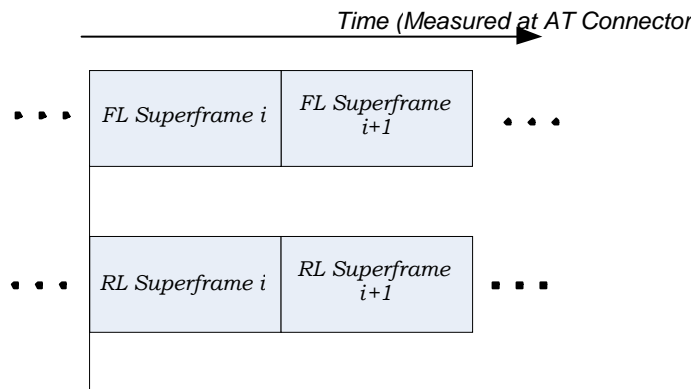 Time (Measured at AT Connector
FL Superframe i
FL Superframe
i+1
RL Superframe i
RL Superframe
i+1